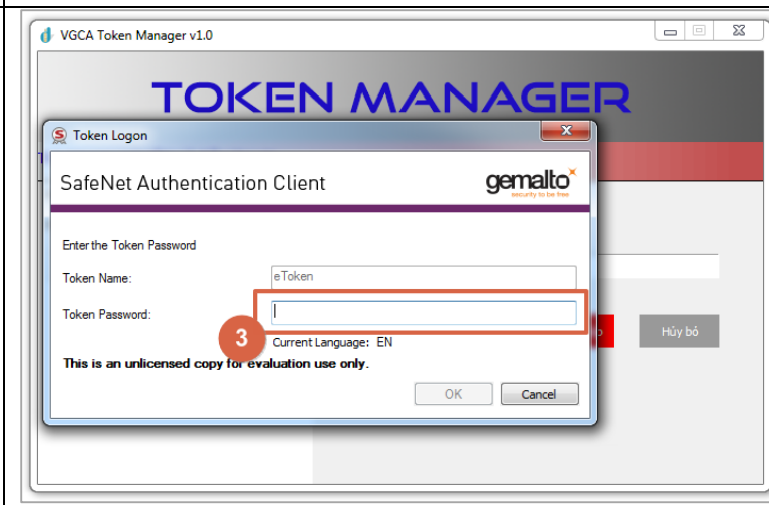 VGCA Token Manager v1.0
TOKEN MANAGER
Token Logon
SafeNet Authentication Client
gemalto
security to be free
Enter the Token Password
Token Name:
eToken
Token Password:
3
Current Language: EN
This is an unlicensed copy for evaluation use only.
OK
Cancel
Hủy bỏ